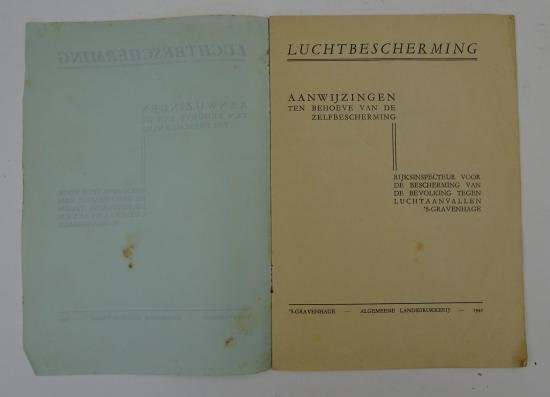 LUCHTBESCHERMING
AANWIJZINGEN
TEN BEHOEVE VAN DE
ZELFBESCHERMING
RIJKSINSPECTEUR VOOR
DE BESCHERMING VAN
DE BEVOLKING TEGEN
LUCHTAANVALLEN
'S-GRAVENHAGE
'S-GRAVENHAGE — ALGEMEENE LANDSDRUKKERIJ —